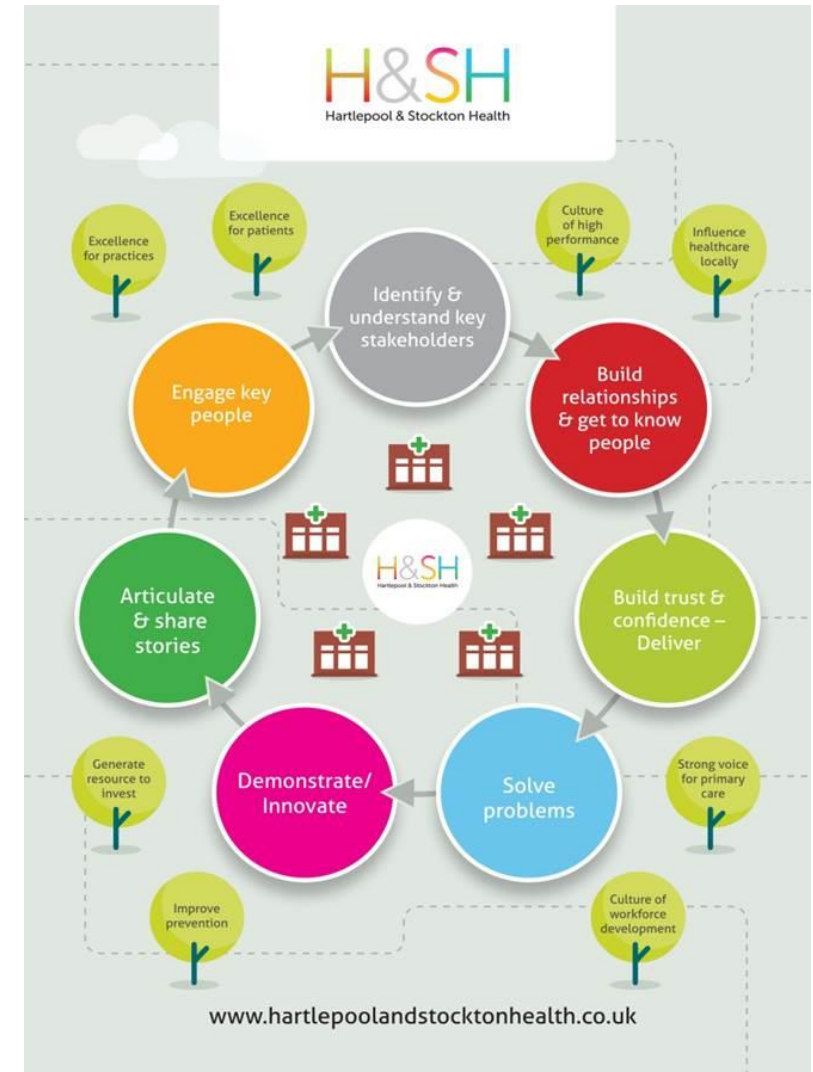 H&SH
Hartlepool & Stockton Health
Excellence
for practices
Excellence
for patients
Culture
of high
performance
Influence
healthcare
locally
Identify &
understand key
stakeholders
Build
relationships
& get to know
people
Build trust &
confidence –
Deliver
Solve
problems
Demonstrate/
Innovate
Articulate
& share
stories
Engage key
people
H&SH
Hartlepool & Stockton Health
Generate
resource to
invest
Strong voice
for primary
care
Improve
prevention
Culture of
workforce
development
www.hartlepoolandstocktonhealth.co.uk